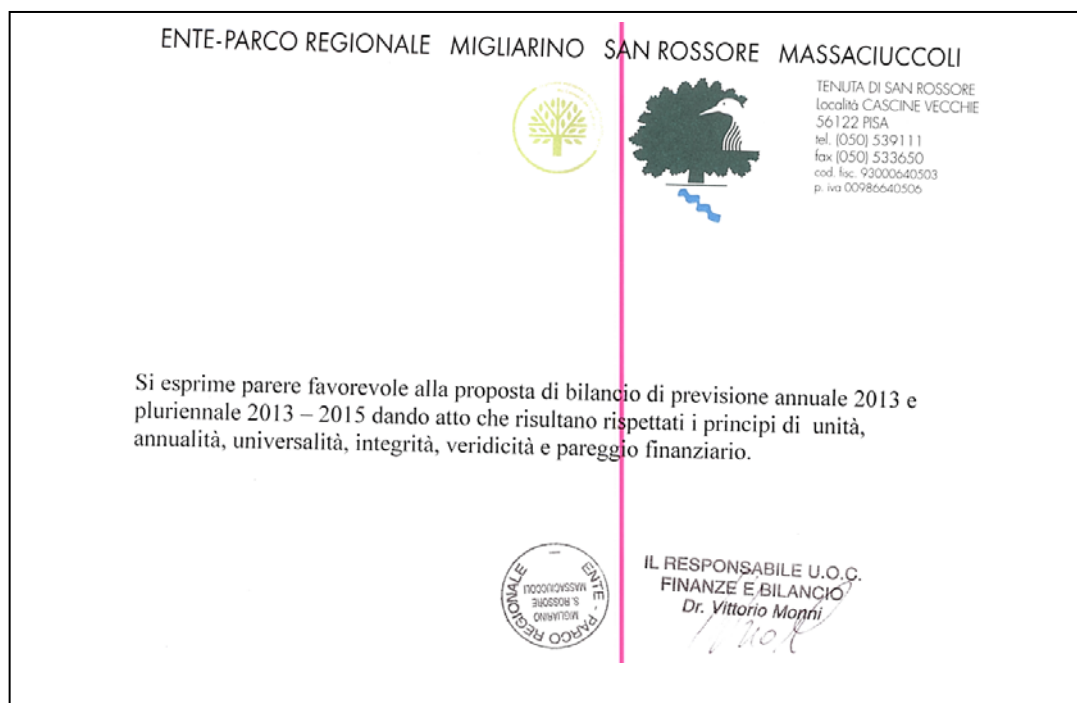 ENTE-PARCO REGIONALE MIGLIARINO SAN ROSSORE MASSACIUCCOLI
TENUTA DI SAN ROSSORE
Località CASCINE VECCHIE
56122 PISA
tel. (050) 539111
fax (050) 533650
cod. fisc. 93000640503
p. iva 00986640506
Si esprime parere favorevole alla proposta di bilancio di previsione annuale 2013 e
pluriennale 2013 – 2015 dando atto che risultano rispettati i principi di unità,
annualità, universalità, integrità, veridicità e pareggio finanziario.
ENTE - PARCO REGIONALE
MIGLIARINO
S. ROSSORE
MASSACIUCCOLI
IL RESPONSABILE U.O.C.
FINANZE E BILANCIO
Dr. Vittorio Monni